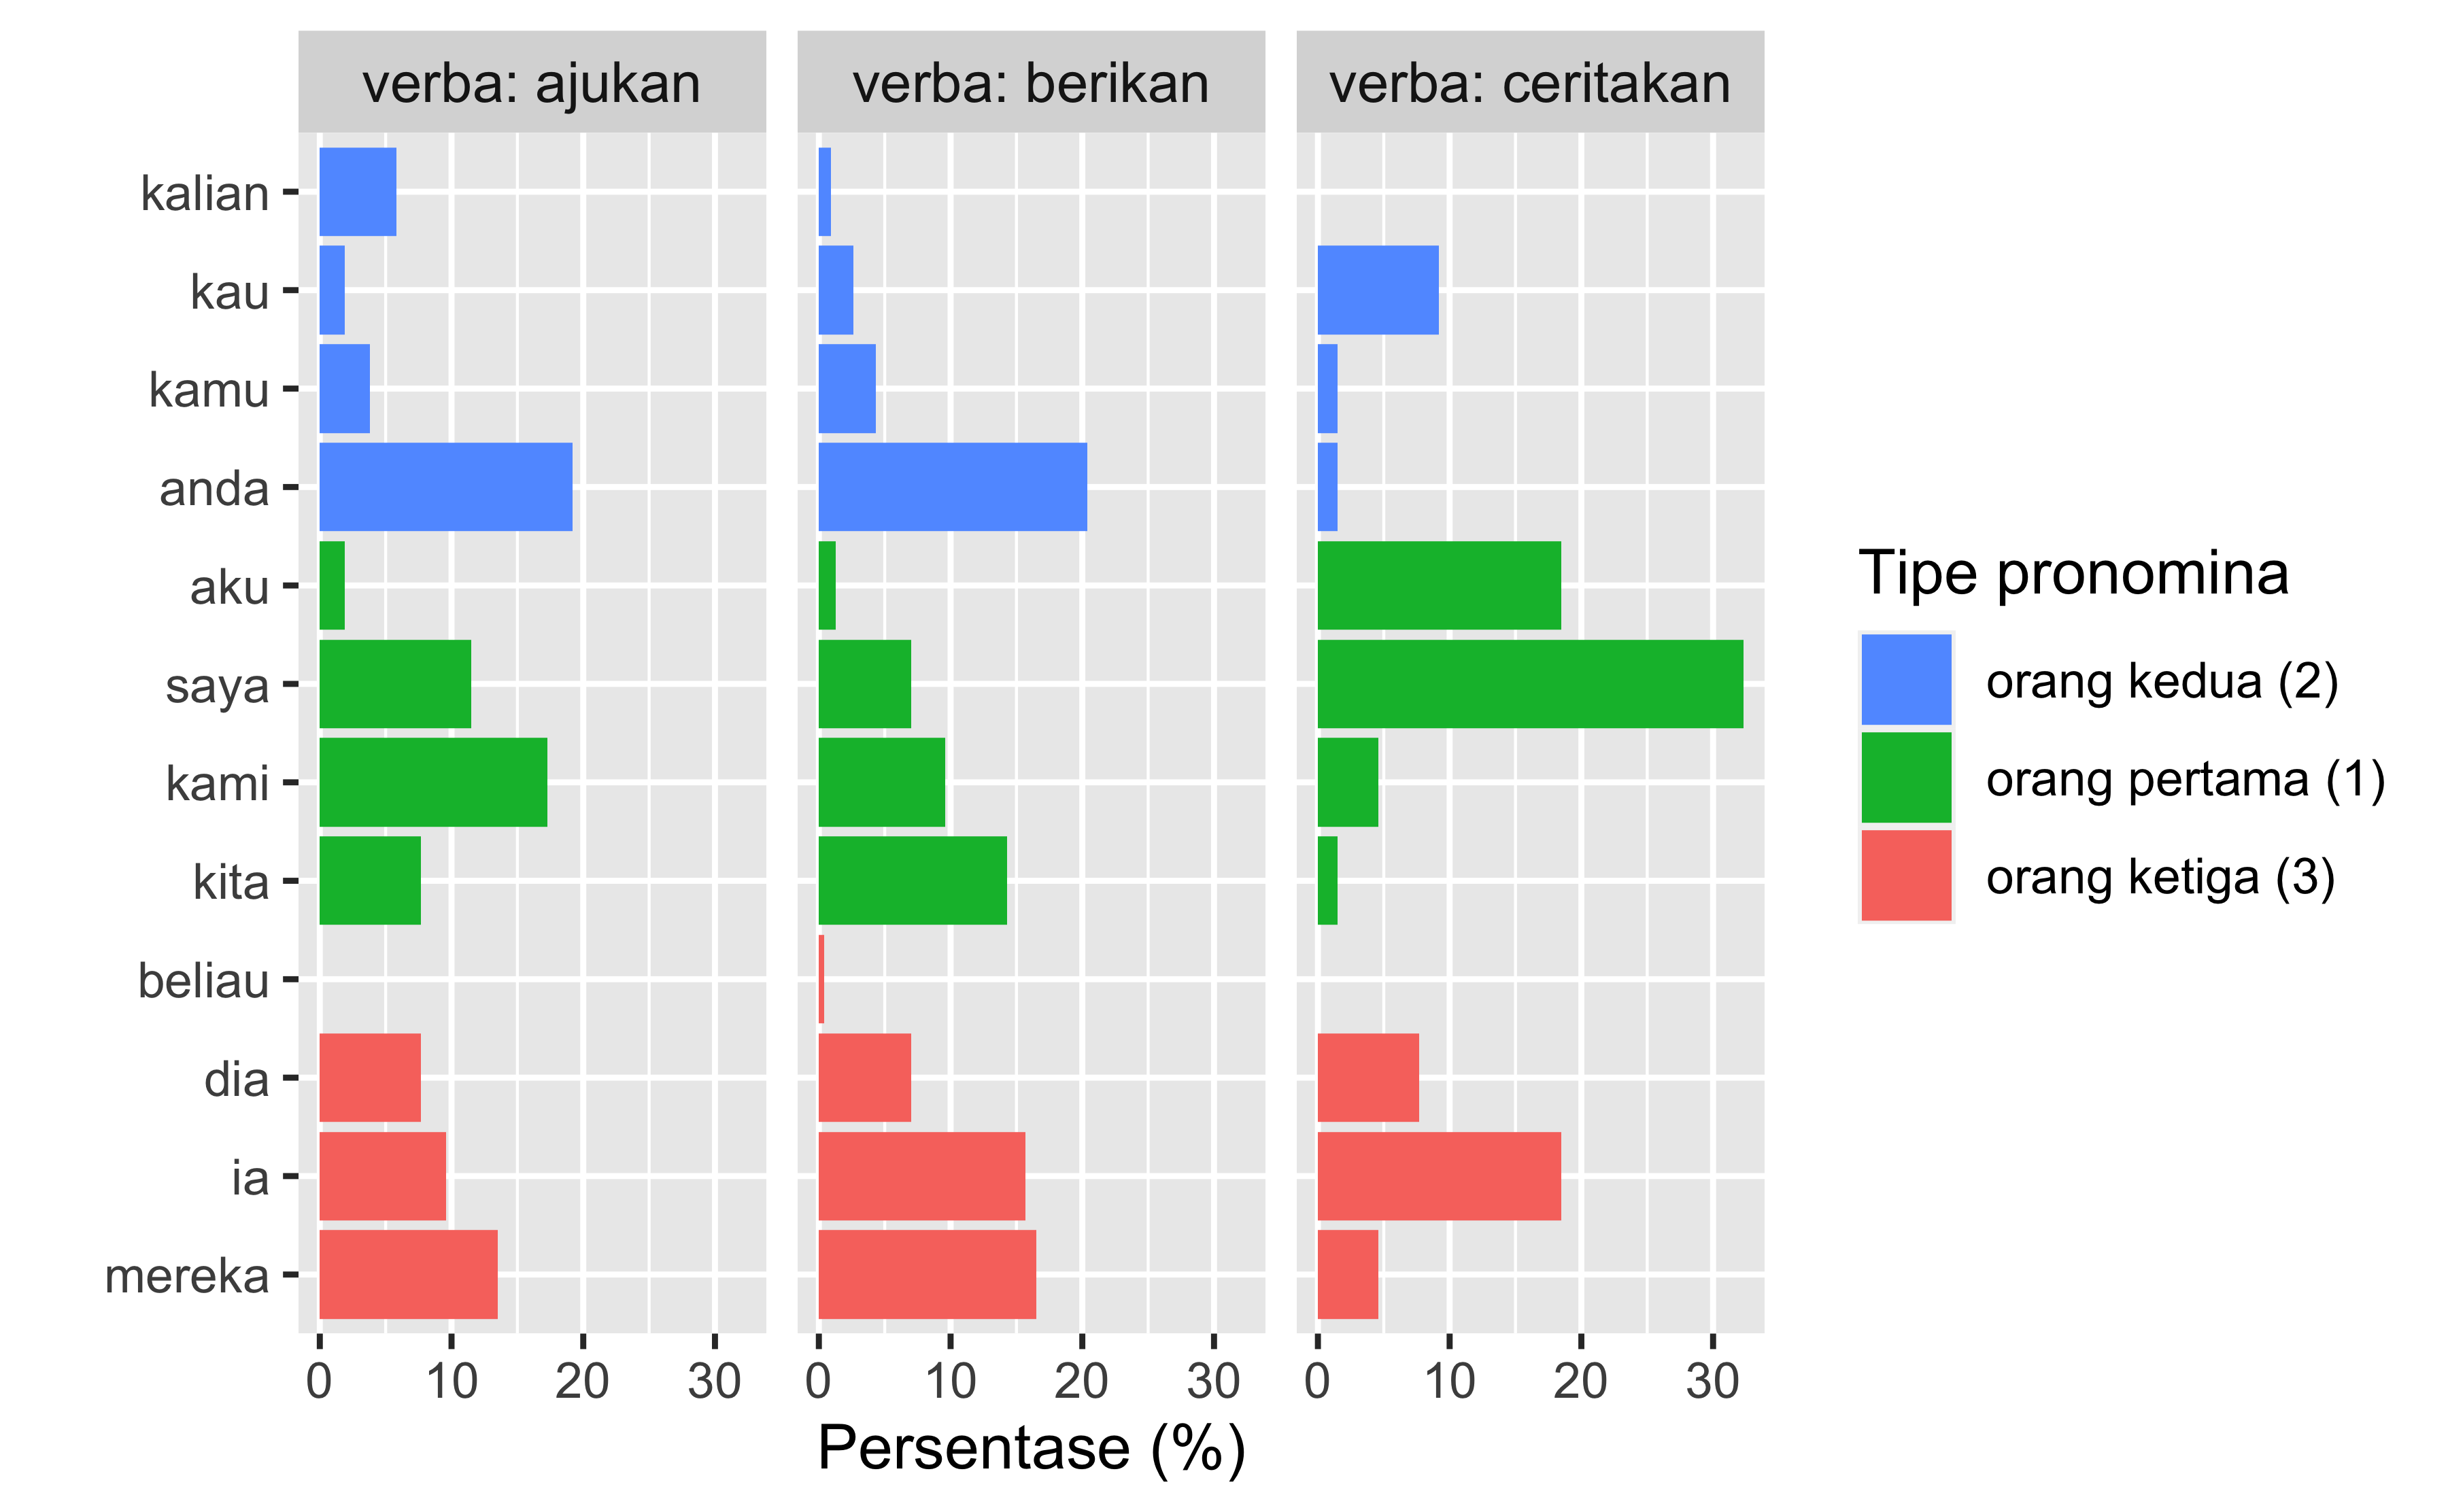 verba: ajukan
verba: berikan
verba: ceritakan
kalian
kau
kamu
anda
aku
saya
kami
kita
beliau
dia
ia
mereka
0 10 20 30
0 10 20 30
0 10 20 30
Persentase (%)
Tipe pronomina
orang kedua (2)
orang pertama (1)
orang ketiga (3)